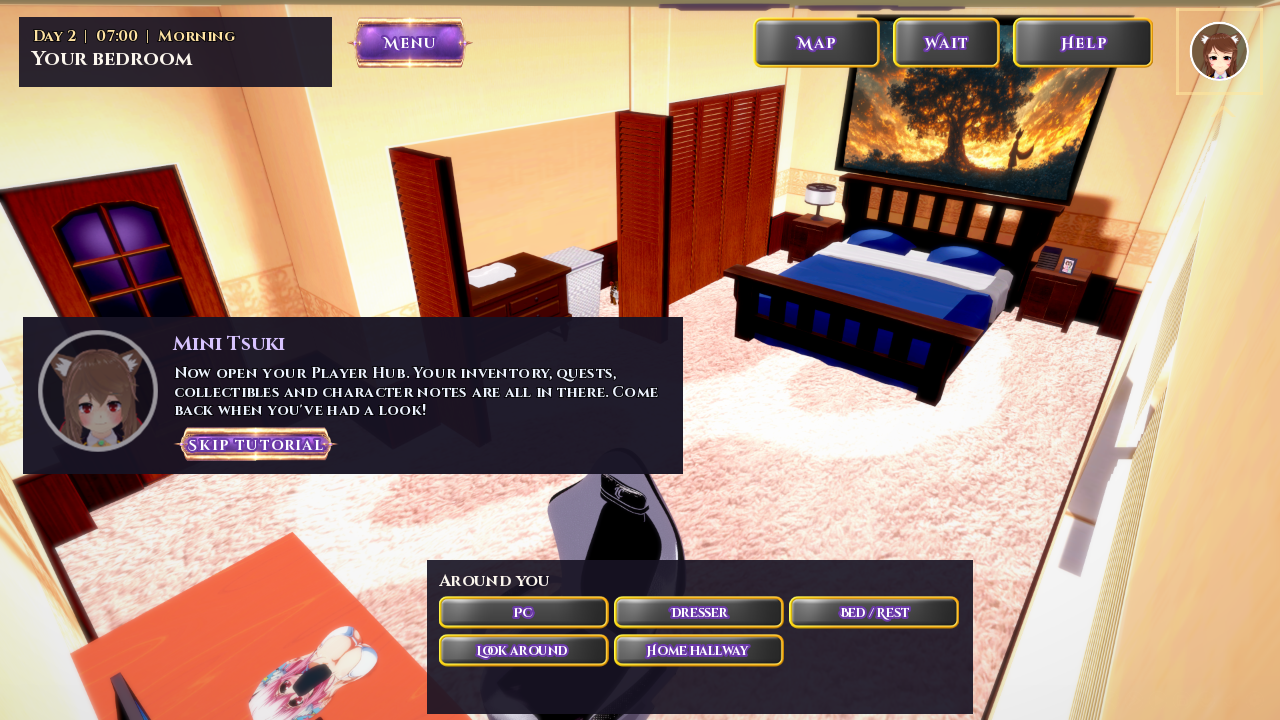 Day 2 | 07:00 | Morning
Your bedroom
Menu
Map
Wait
Help
Mini Tsuki
Now open your Player Hub. Your inventory, quests,
collectibles and character notes are all in there. Come
back when you've had a look!
Skip tutorial
Around you
PC
Dresser
Bed / Rest
Look around
Home hallway